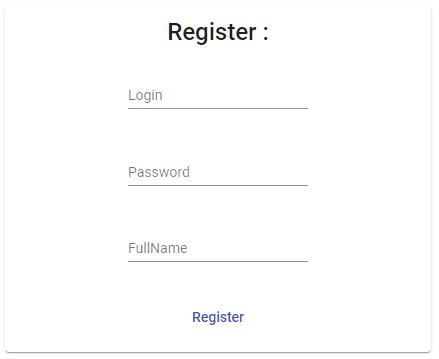 Register :
Login
Password
FullName
Register